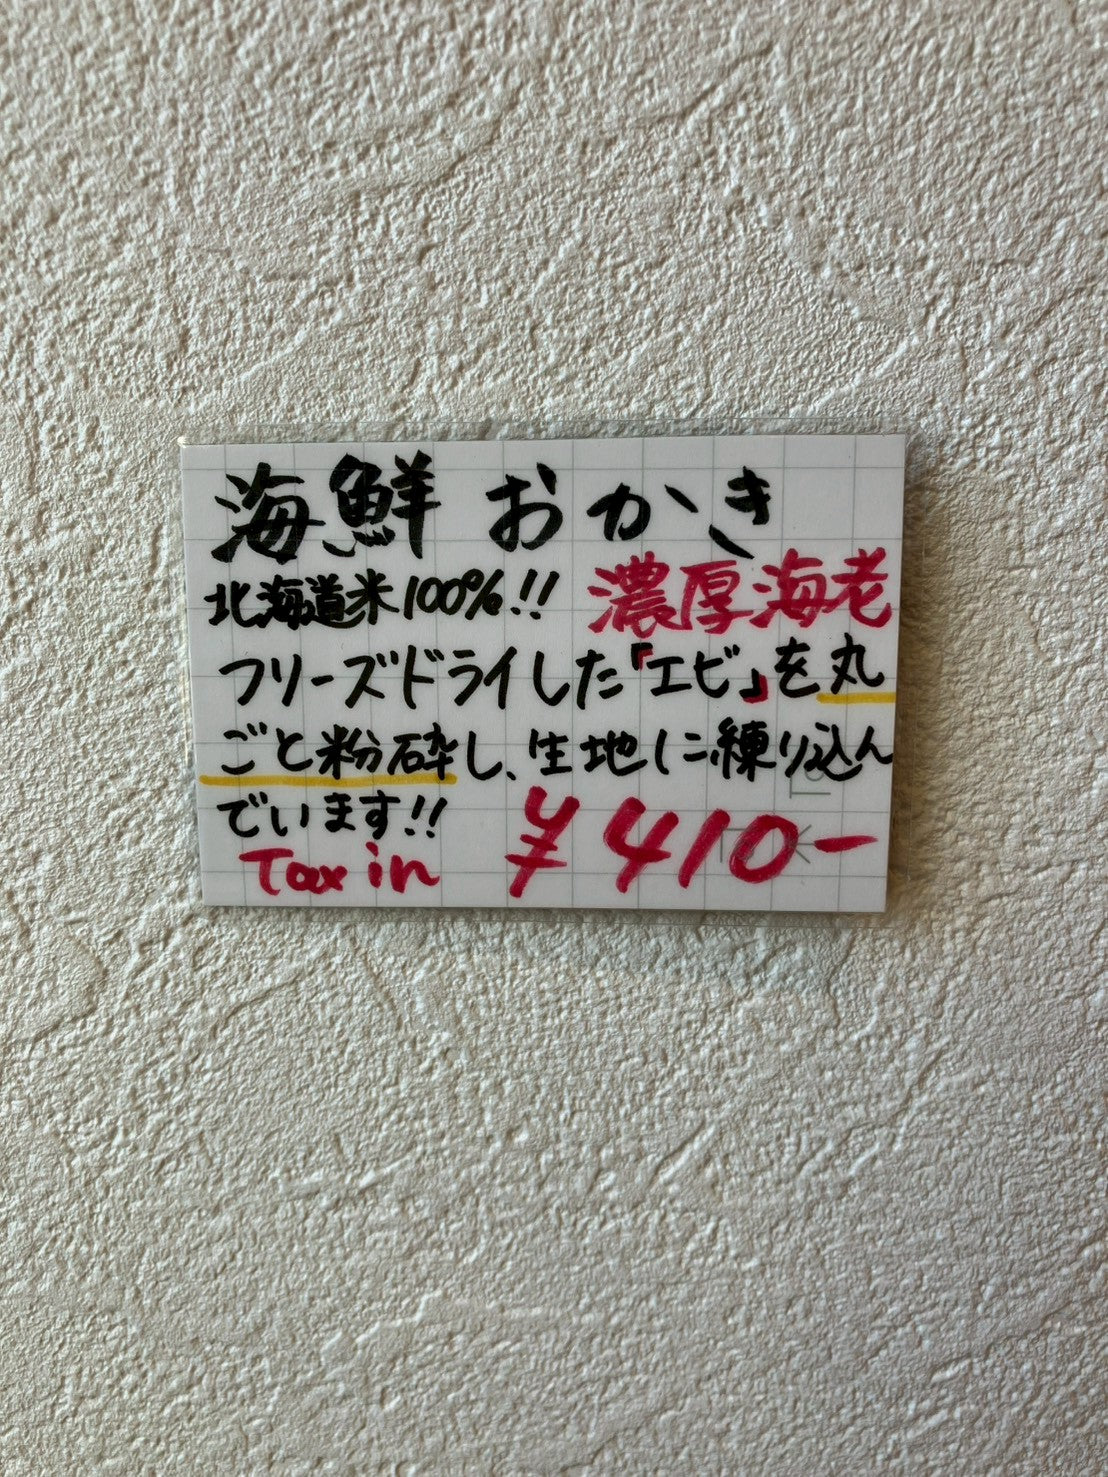 海鮮 おかき
北海道米100%!! 濃厚海老
フリーズドライした「エビ」を丸
ごと粉砕し、生地に練り込ん
でいます!! ¥410-
Tax in